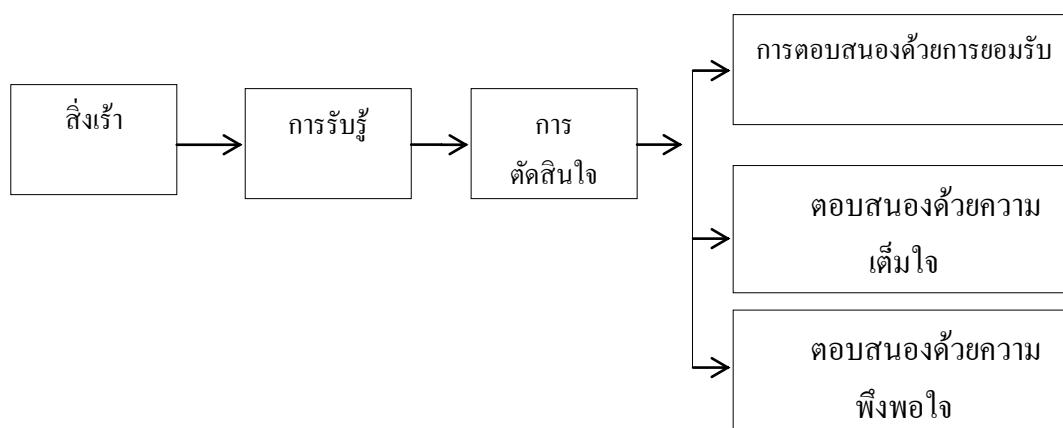 สิ่งเร้า
การรับรู้
การ
ตัดสินใจ
การตอบสนองด้วยการยอมรับ
ตอบสนองด้วยความ
เต็มใจ
ตอบสนองด้วยความ
พึงพอใจ